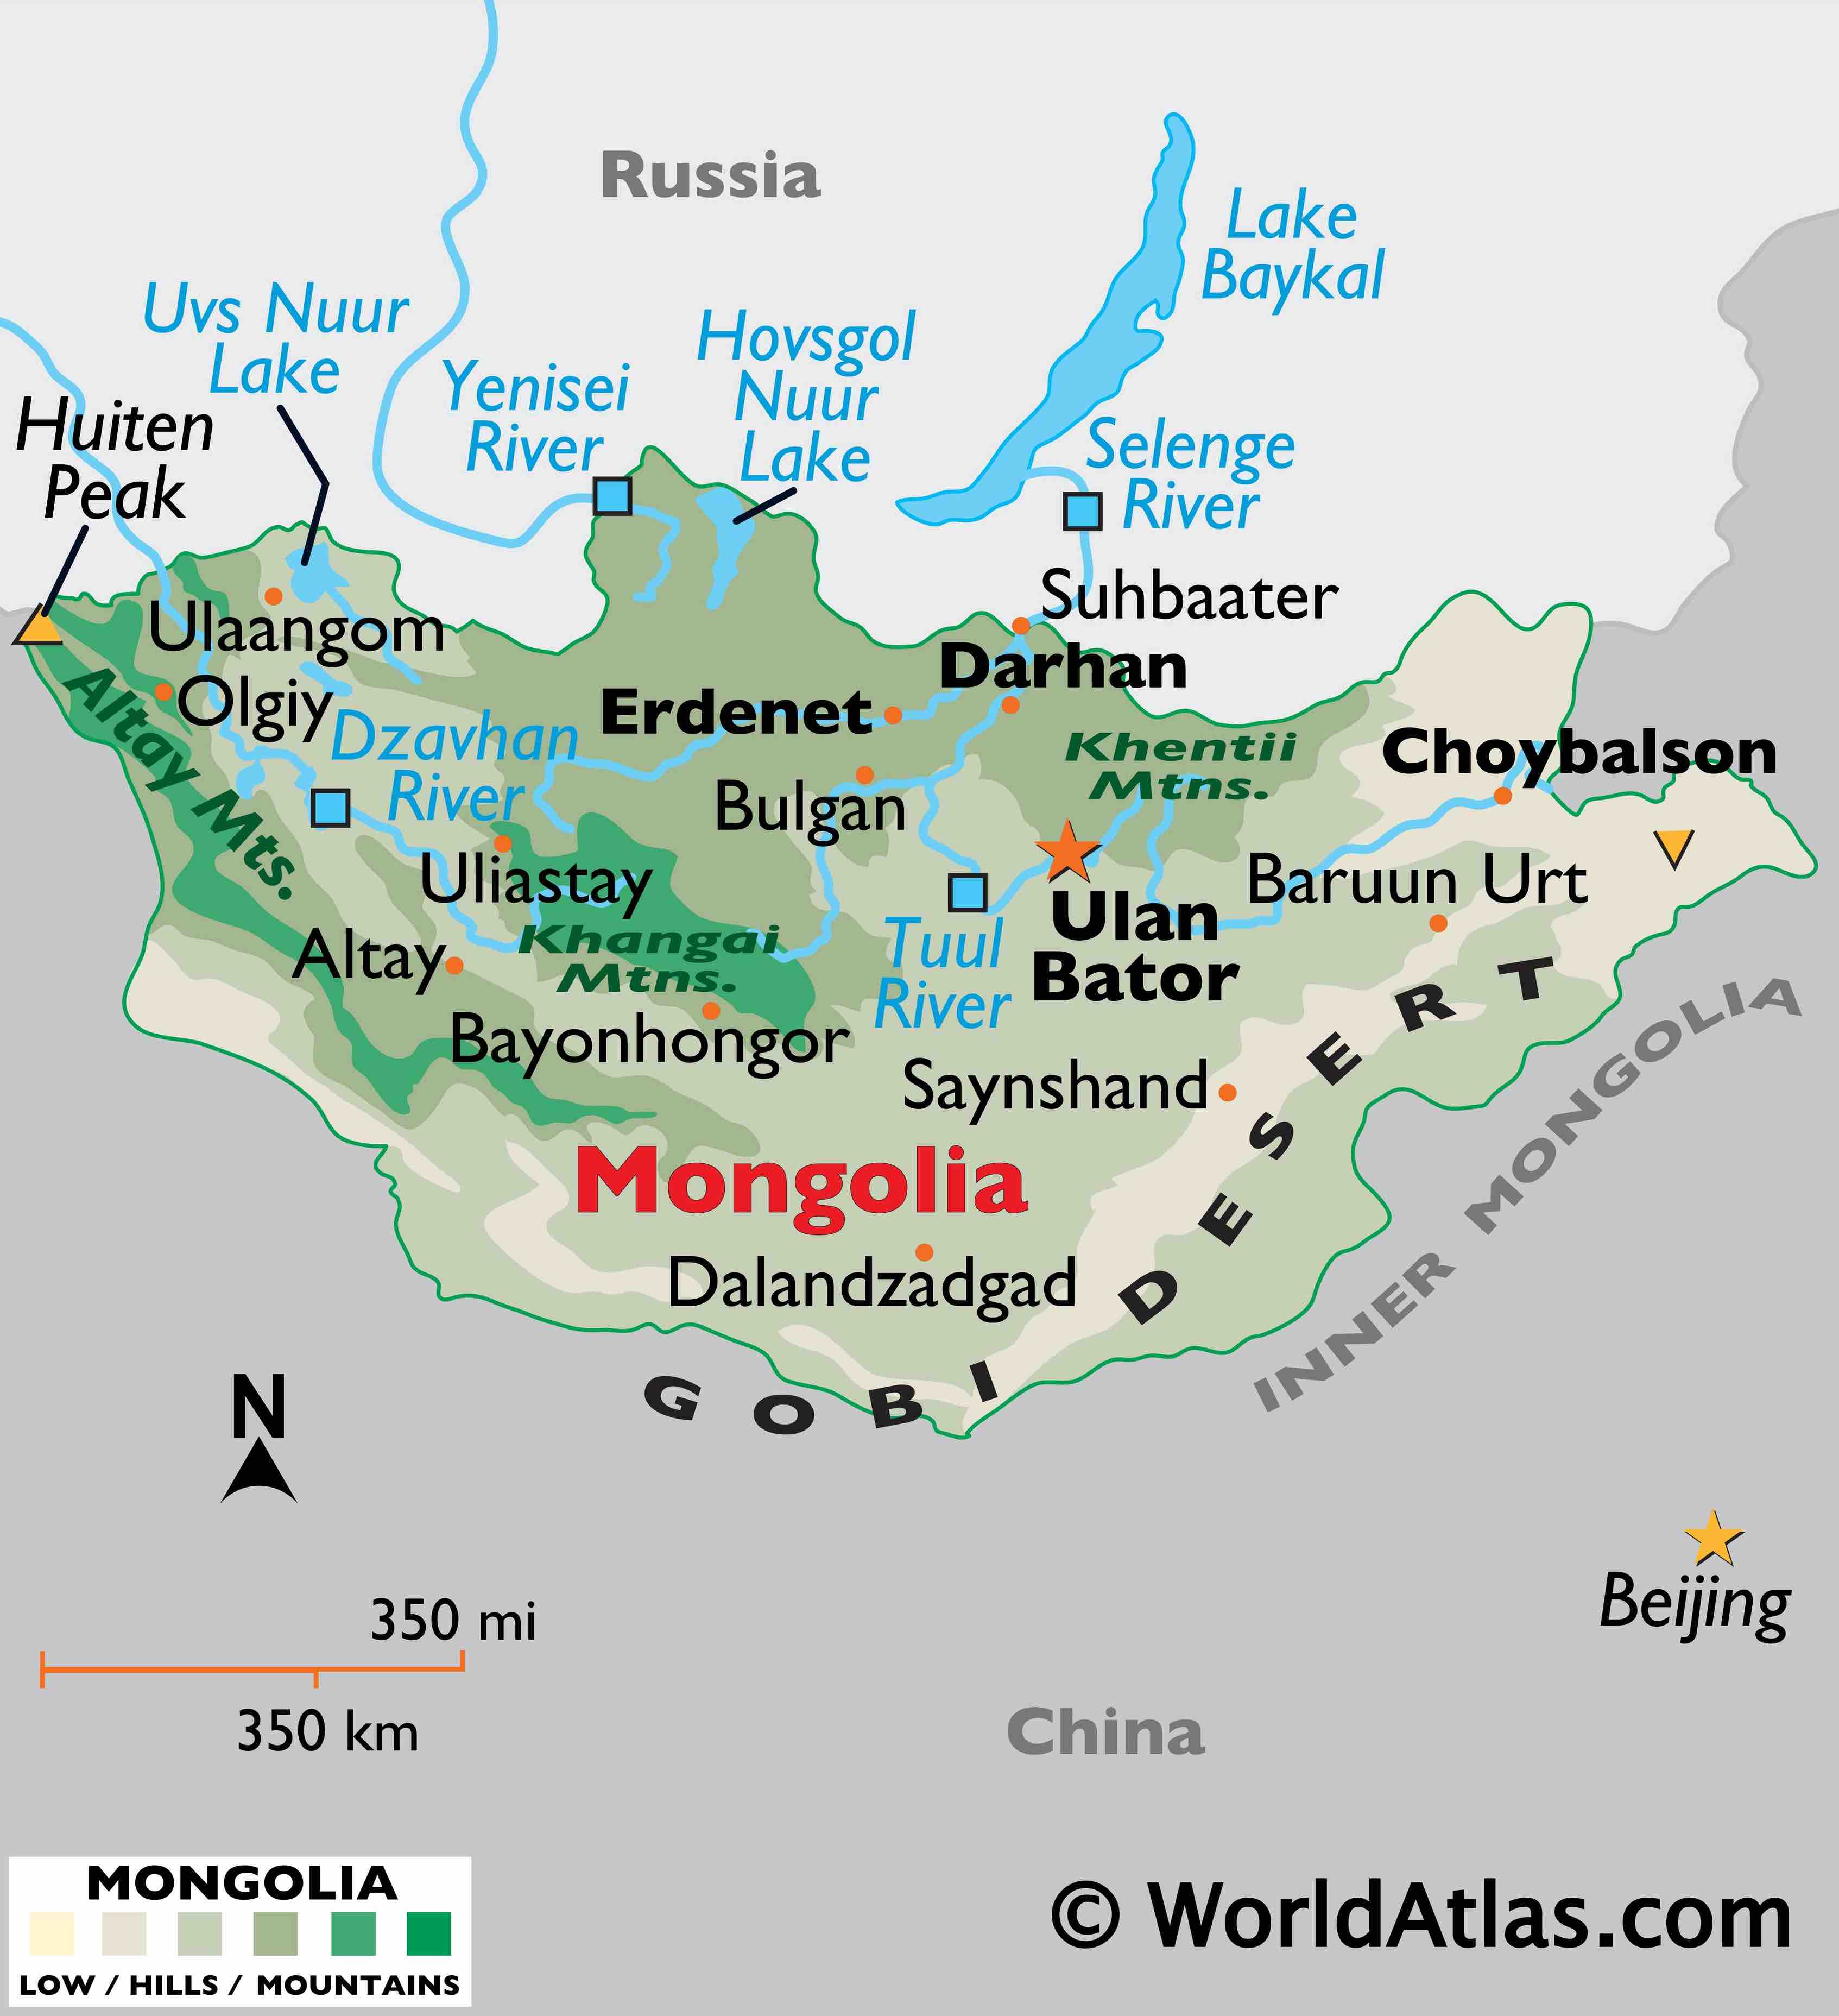 Russia
Lake
Baykal
Uvs Nuur
Lake
Hovsgol
Nuur
Lake
Yenisei
River
Huiten
Peak
Selenge
River
Suhbaater
Ulaangom
Darhan
Olgiy
Erdenet
Dzavhan
River
Altay Mts.
Khentii
Mtns.
Choybalson
Bulgan
Uliastay
Baruun Urt
Ulan
Bator
Tuul
River
Altay
Khangai
Mtns.
Bayonhongor
Saynshand
Mongolia
Dalandzadgad
GOBI DESERT
INNER MONGOLIA
N
Beijing
350 mi
350 km
China
MONGOLIA
LOW / HILLS / MOUNTAINS
© WorldAtlas.com